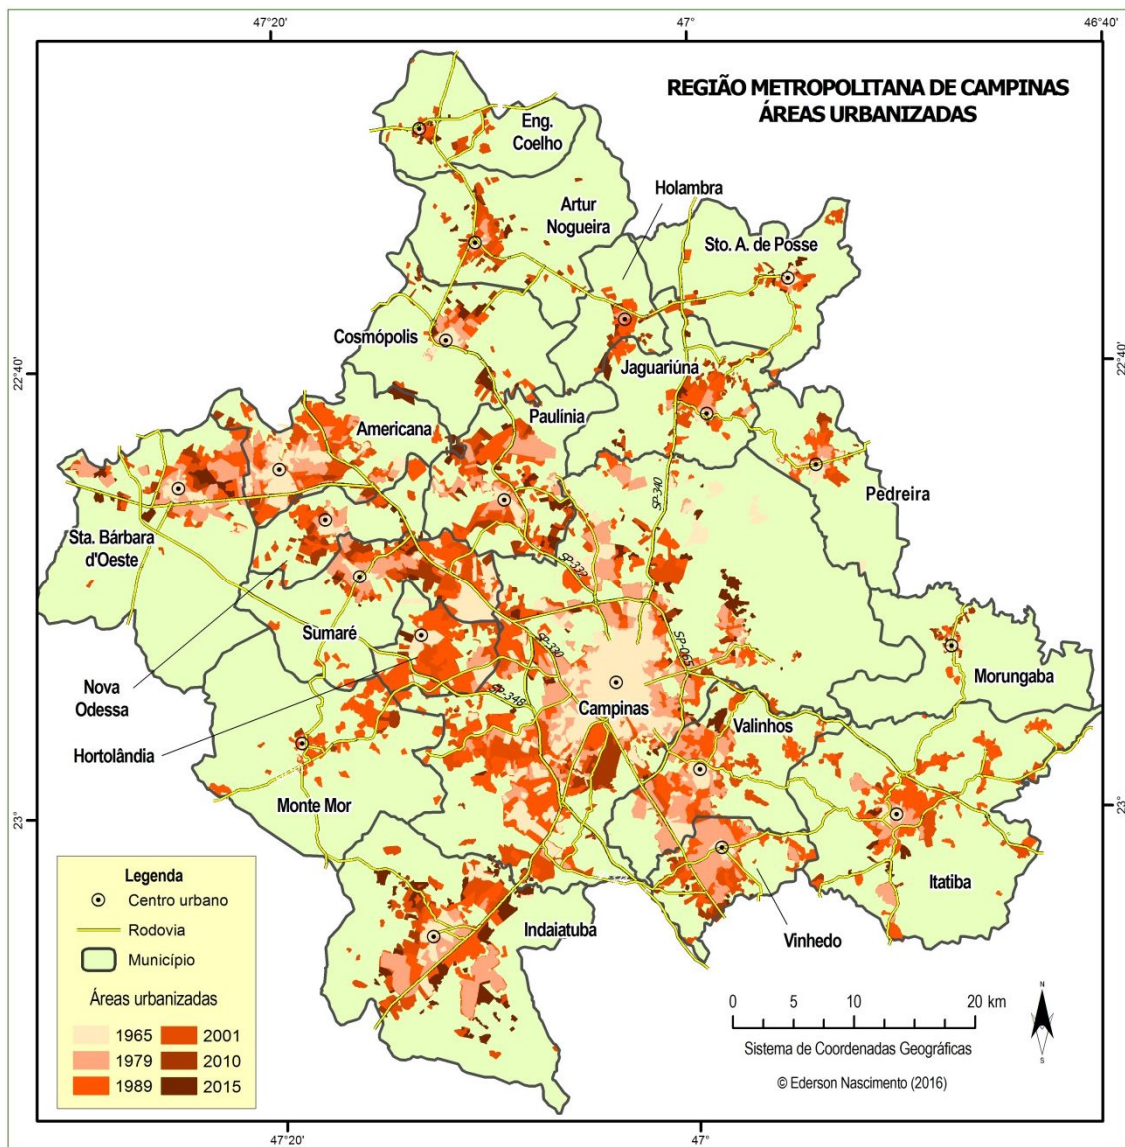 47°20'
47°
46°40'
REGIÃO METROPOLITANA DE CAMPINAS
ÁREAS URBANIZADAS
Eng.
Coelho
Holambra
Artur
Nogueira
Sto. A. de Posse
Cosmópolis
22°40'
22°40'
Jaguariúna
Paulínia
Americana
Pedreira
SP-340
Sta. Bárbara
d'Oeste
SP-332
Sumaré
SP-330
SP-065
Morungaba
Nova
Odessa
SP-348
Campinas
Valinhos
Hortolândia
Monte Mor
23°
23°
Itatiba
Indaiatuba
Vinhedo
Legenda
Centro urbano
Rodovia
Município
Áreas urbanizadas
1965
2001
1979
2010
1989
2015
0 5 10 20 km
N
S
Sistema de Coordenadas Geográficas
© Ederson Nascimento (2016)
47°20'
47°